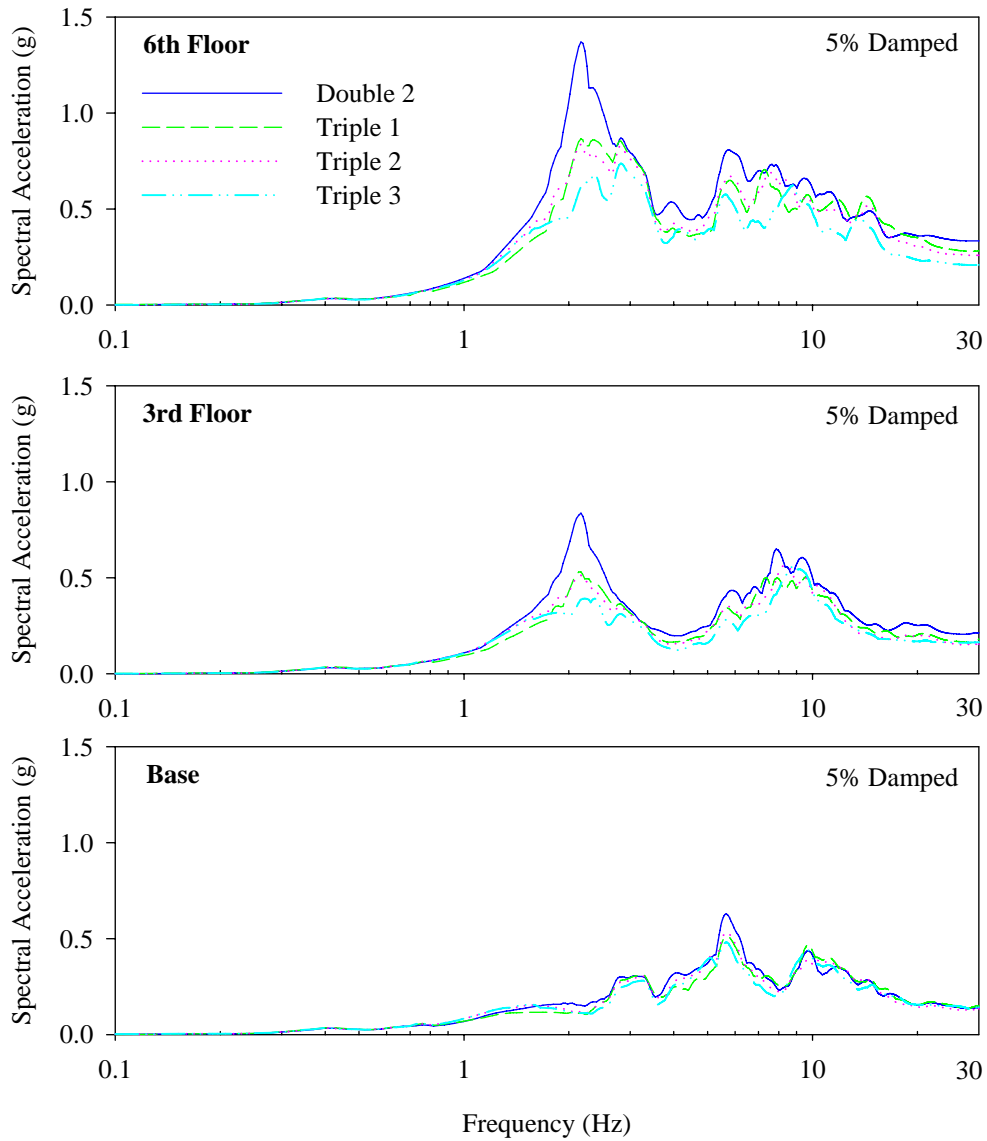 1.5
6th Floor
5% Damped
Double 2
Triple 1
Triple 2
Triple 3
1.0
0.5
0.0
Spectral Acceleration (g)
0.1
1
10
30
1.5
3rd Floor
5% Damped
1.0
0.5
0.0
Spectral Acceleration (g)
0.1
1
10
30
1.5
Base
5% Damped
1.0
0.5
0.0
Spectral Acceleration (g)
0.1
1
10
30
Frequency (Hz)